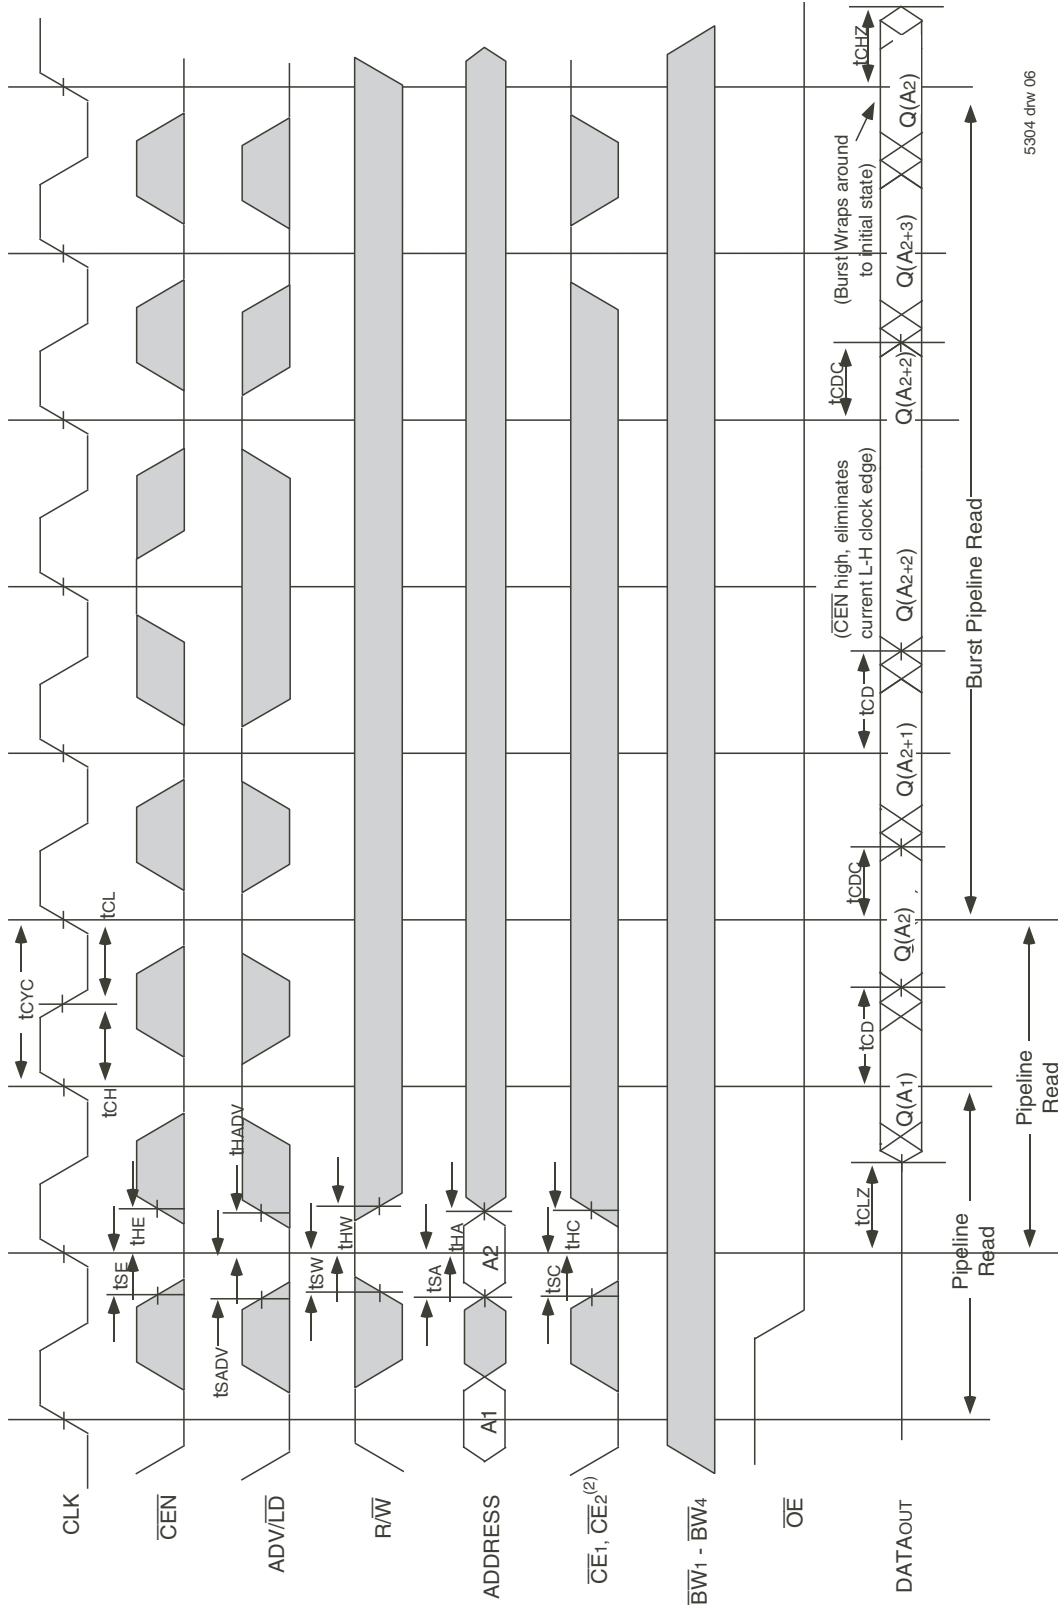 CLK
tCYC
tCH
tCL
CEN
tSE
tHE
ADV/LD
tSADV
tHADV
R/W
tSW
tHW
ADDRESS
A1
A2
tSA
tHA
CE1, CE2(2)
tSC
tHC
BW1 - BW4
OE
DATAOUT
tCLZ
Q(A1)
tCD
Q(A2)
tCDC
Q(A2+1)
tCD
Q(A2+2)
(CEN high, eliminates
current L-H clock edge)
tCDC
Q(A2+2)
Q(A2+3)
(Burst Wraps around
to initial state)
tCHZ
Q(A2)
Pipeline
Read
Pipeline
Read
Burst Pipeline Read
5304 drw 06